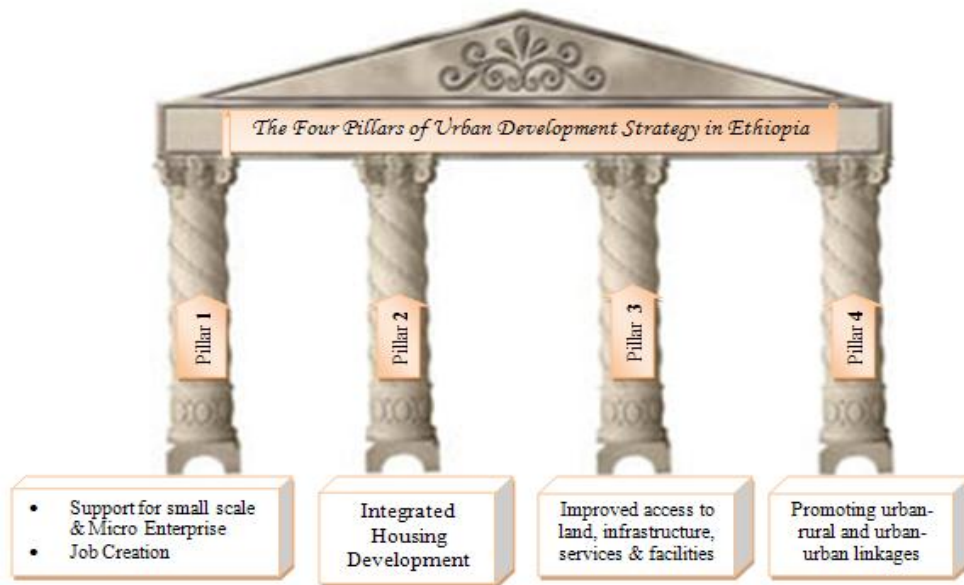 The Four Pillars of Urban Development Strategy in Ethiopia
Pillar 1
Pillar 2
Pillar 3
Pillar 4
• Support for small scale
& Micro Enterprise
• Job Creation
Integrated
Housing
Development
Improved access to
land, infrastructure,
services & facilities
Promoting urban-
rural and urban-
urban linkages